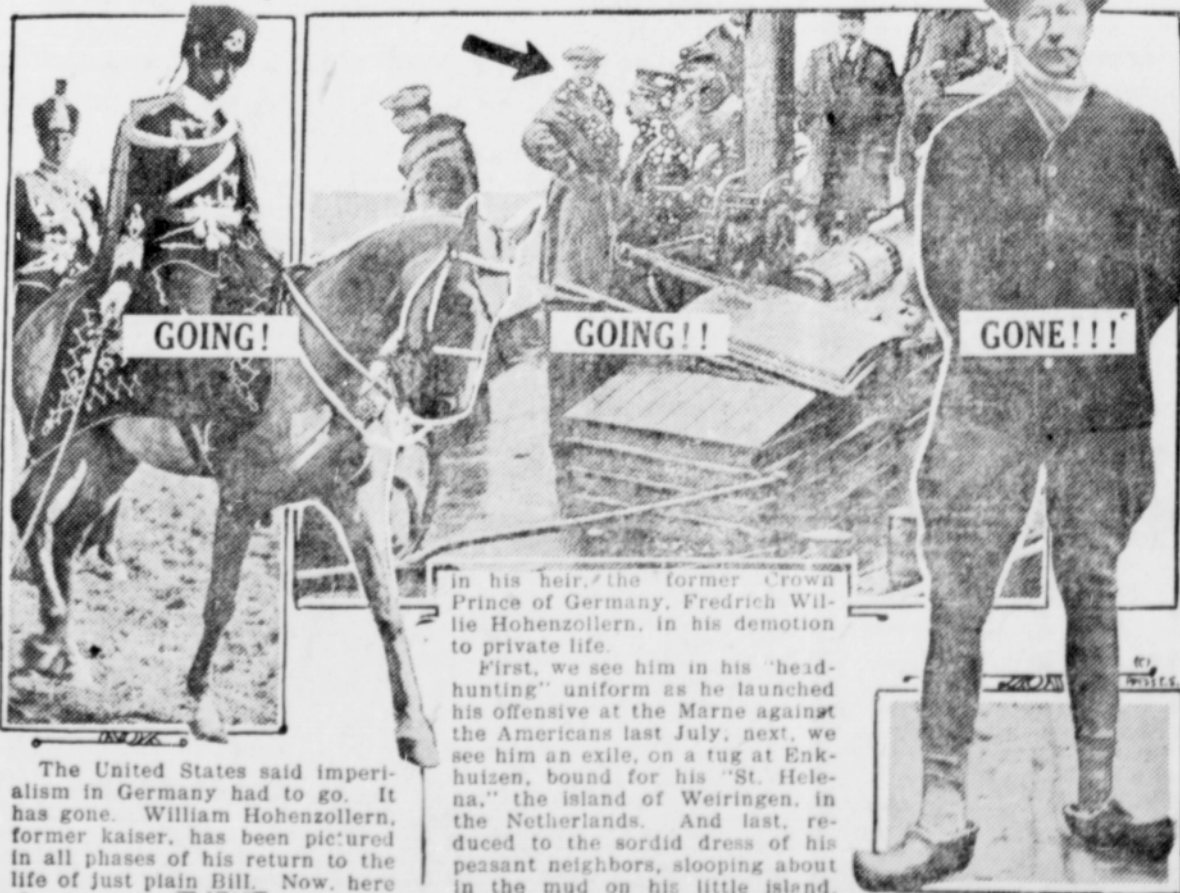 GOING!
GOING!!
GONE!!!
The United States said imperi-
alism in Germany had to go. It
has gone. William Hohenzollern,
former kaiser, has been pictured
in all phases of his return to the
life of just plain Bill. Now, here
in his heir, the former Crown
Prince of Germany, Fredrich Wil-
lie Hohenzollern, in his demotion
to private life.
First, we see him in his "head-
hunting" uniform as he launched
his offensive at the Marne against
the Americans last July, next, we
see him an exile, on a tug at Enk-
huizen, bound for his "St. Hele-
na," the island of Weiringen, in
the Netherlands. And last, re-
duced to the sordid dress of his
peasant neighbors, slooping about
in the mud on his little island.